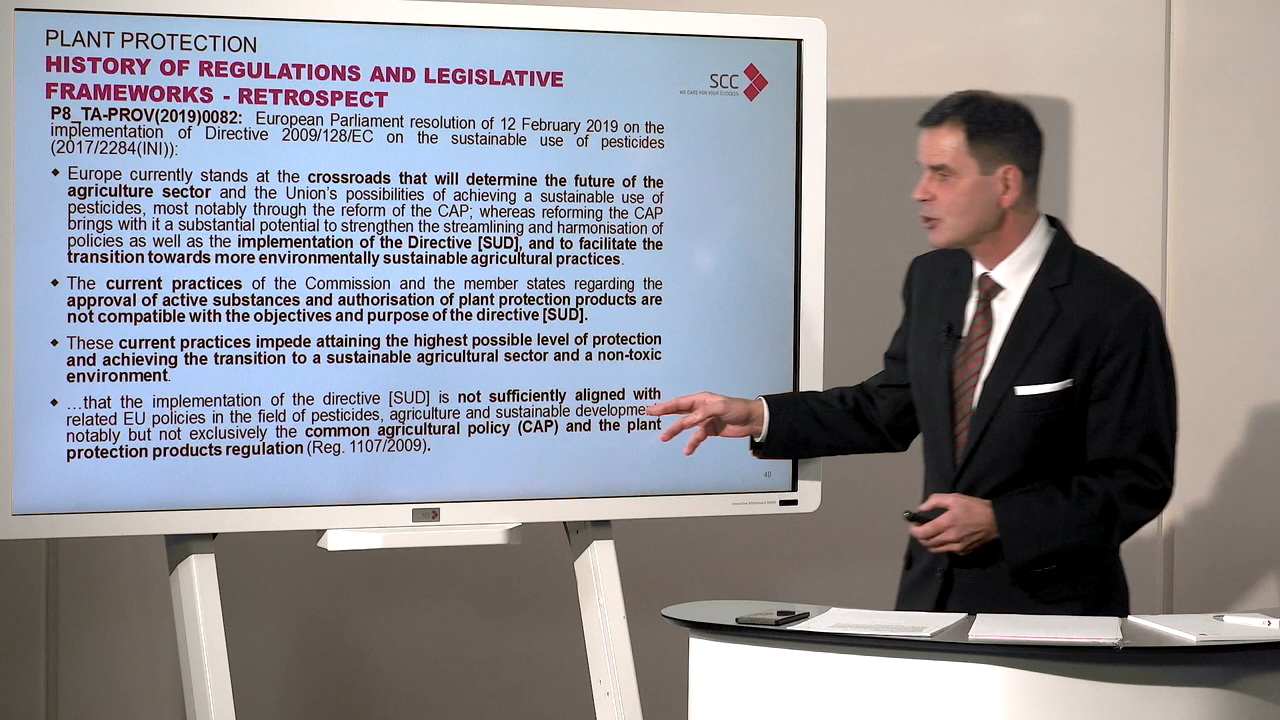 PLANT PROTECTION
HISTORY OF REGULATIONS AND LEGISLATIVE
FRAMEWORKS - RETROSPECT
SCC
WE CARE FOR YOUR SUCCESS
P8_TA-PROV(2019)0082: European Parliament resolution of 12 February 2019 on the
implementation of Directive 2009/128/EC on the sustainable use of pesticides
(2017/2284(INI)):
Europe currently stands at the crossroads that will determine the future of the
agriculture sector and the Union's possibilities of achieving a sustainable use of
pesticides, most notably through the reform of the CAP; whereas reforming the CAP
brings with it a substantial potential to strengthen the streamlining and harmonisation of
policies as well as the implementation of the Directive [SUD], and to facilitate the
transition towards more environmentally sustainable agricultural practices.
The current practices of the Commission and the member states regarding the
approval of active substances and authorisation of plant protection products are
not compatible with the objectives and purpose of the directive [SUD].
These current practices impede attaining the highest possible level of protection
and achieving the transition to a sustainable agricultural sector and a non-toxic
environment.
…that the implementation of the directive [SUD] is not sufficiently aligned with
related EU policies in the field of pesticides, agriculture and sustainable development
notably but not exclusively the common agricultural policy (CAP) and the plant
protection products regulation (Reg. 1107/2009).
40